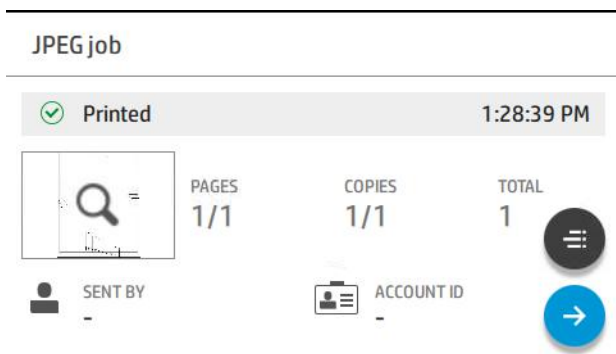 JPEG job
Printed 1:28:39 PM
PAGES COPIES TOTAL
1/1 1/1 1
SENT BY ACCOUNT ID
- -